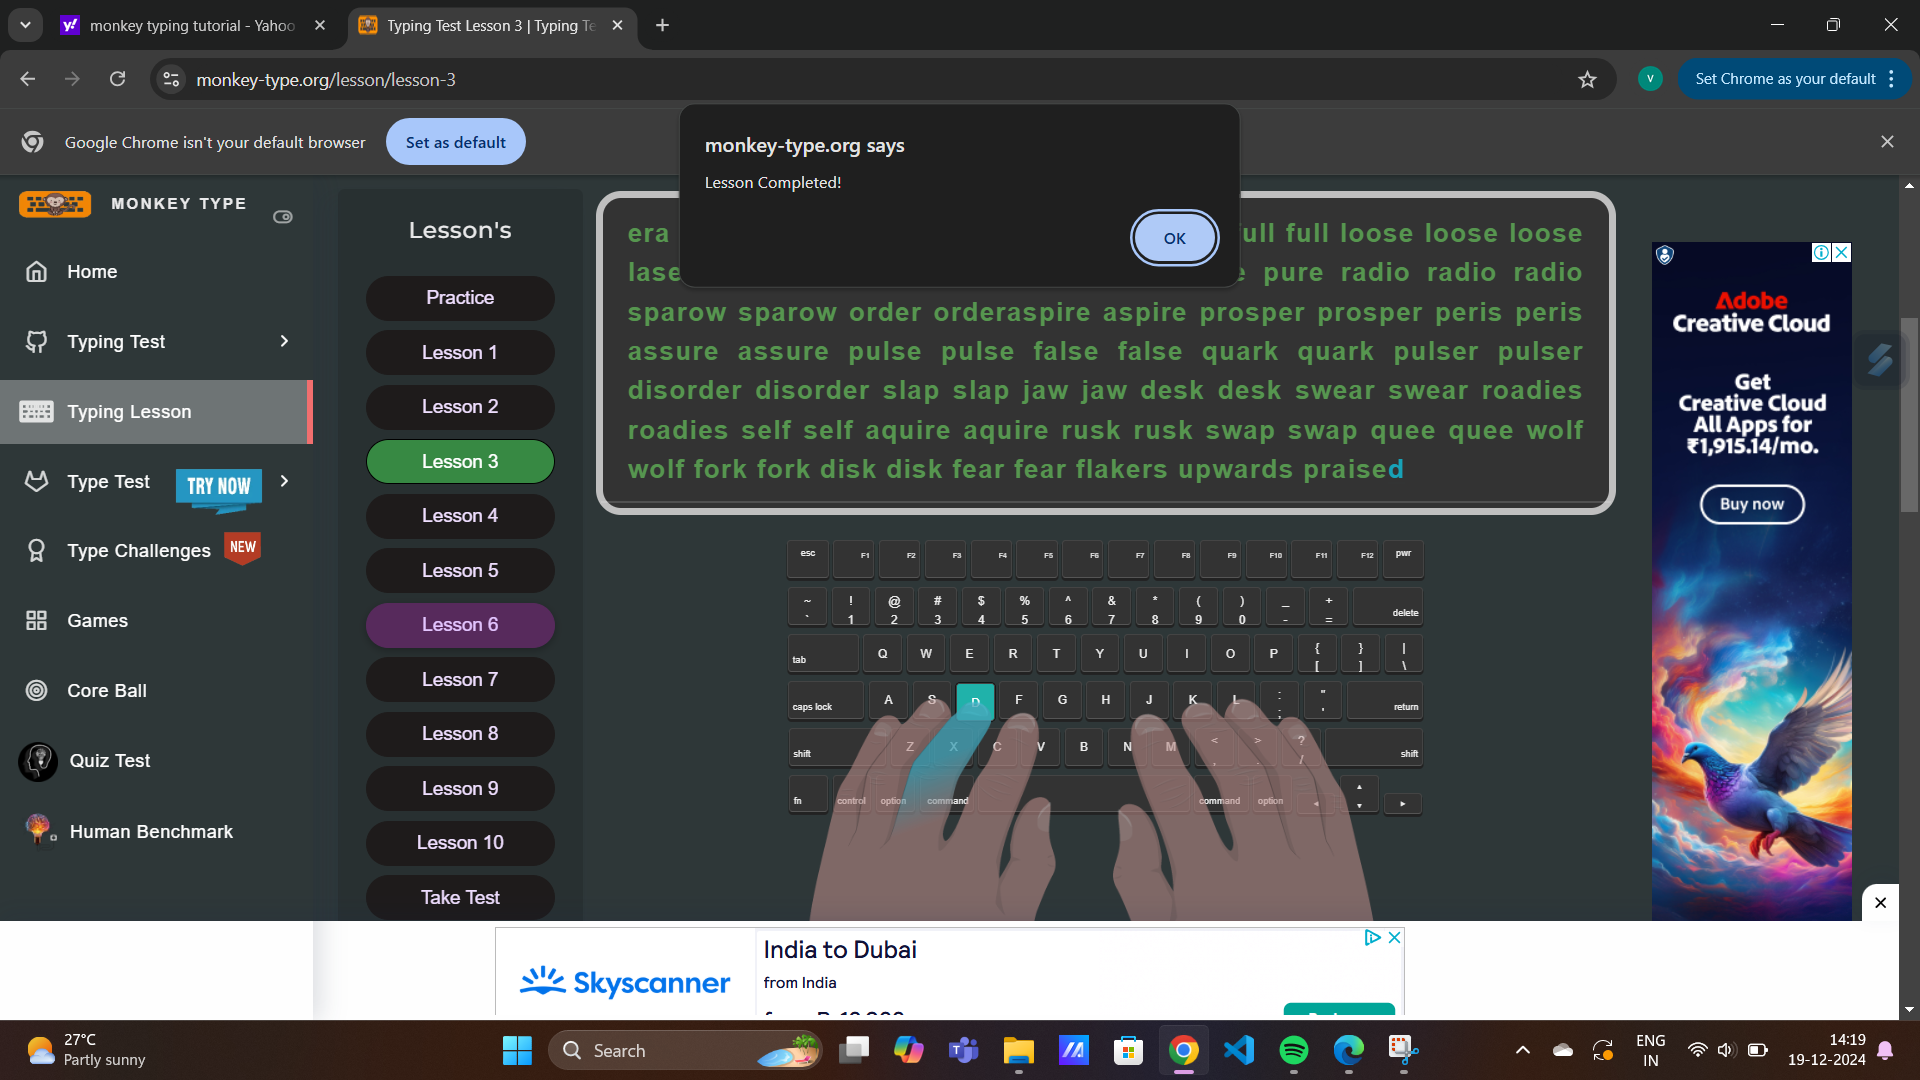 monkey typing tutorial - Yahoo
Typing Test Lesson 3 | Typing Te
monkey-type.org/lesson/lesson-3
V
Set Chrome as your default
Google Chrome isn't your default browser
Set as default
monkey-type.org says
Lesson Completed!
OK
MONKEY TYPE
Home
Typing Test
Typing Lesson
Type Test
TRY NOW
Type Challenges
NEW
Games
Core Ball
Quiz Test
Human Benchmark
Lesson's
Practice
Lesson 1
Lesson 2
Lesson 3
Lesson 4
Lesson 5
Lesson 6
Lesson 7
Lesson 8
Lesson 9
Lesson 10
Take Test
era full loose loose loose
pure radio radio radio
sparow sparow order orderaspire aspire prosper prosper peris peris
assure assure pulse pulse false false quark quark pulser pulser
disorder disorder slap slap jaw jaw desk desk swear swear roadies
roadies self self aquire aquire rusk rusk swap swap quee quee wolf
wolf fork fork disk disk fear fear flakers upwards praised
esc F1 F2 F3 F4 F5 F6 F7 F8 F9 F10 F11 F12 pwr
~ ! @ # $ % ^ & * ( ) _ +
` 1 2 3 4 5 6 7 8 9 0 - = delete
tab Q W E R T Y U I O P { } |
[ ] \
caps lock A S D F G H J K L : " return
; '
shift Z X C V B N M < > ? shift
, . /
fn control option command command option
Adobe
Creative Cloud
Get
Creative Cloud
All Apps for
₹1,915.14/mo.
Buy now
Skyscanner
India to Dubai
from India
27°C
Partly sunny
Search
ENG
IN
14:19
19-12-2024